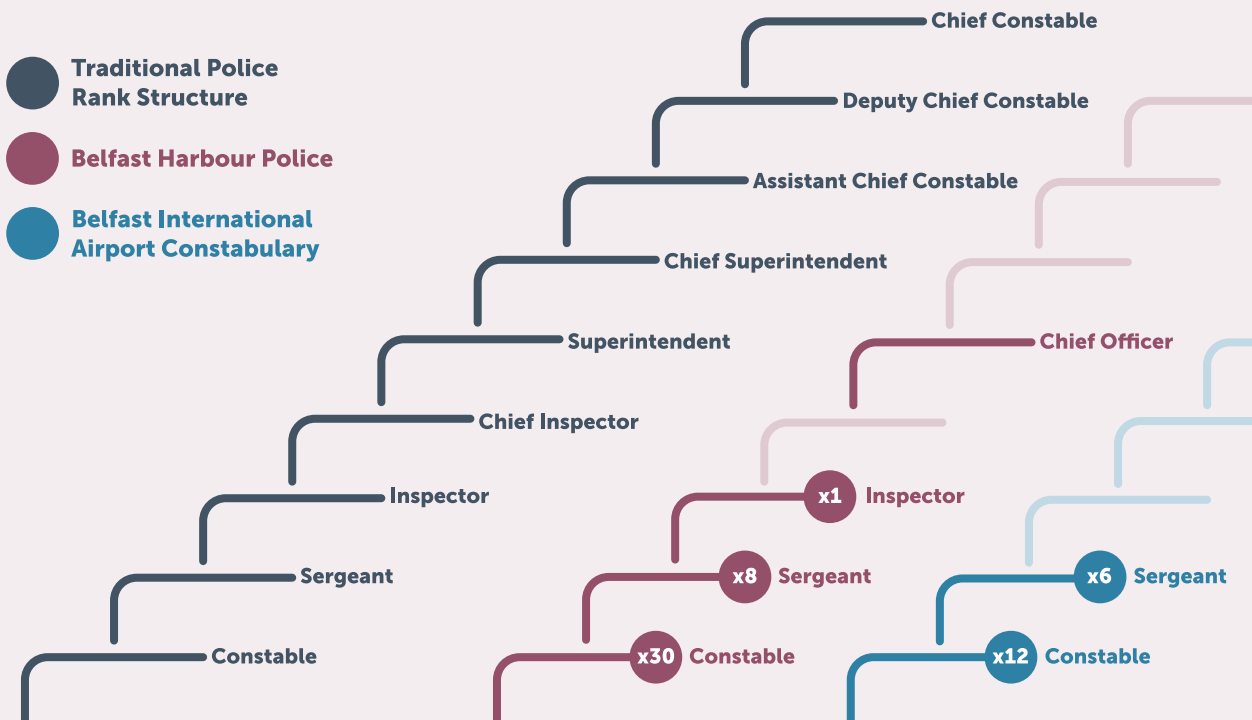 Chief Constable
Traditional Police
Rank Structure
Deputy Chief Constable
Belfast Harbour Police
Assistant Chief Constable
Belfast International
Airport Constabulary
Chief Superintendent
Superintendent
Chief Officer
Chief Inspector
Inspector
x1 Inspector
Sergeant
x8 Sergeant
x6 Sergeant
Constable
x30 Constable
x12 Constable